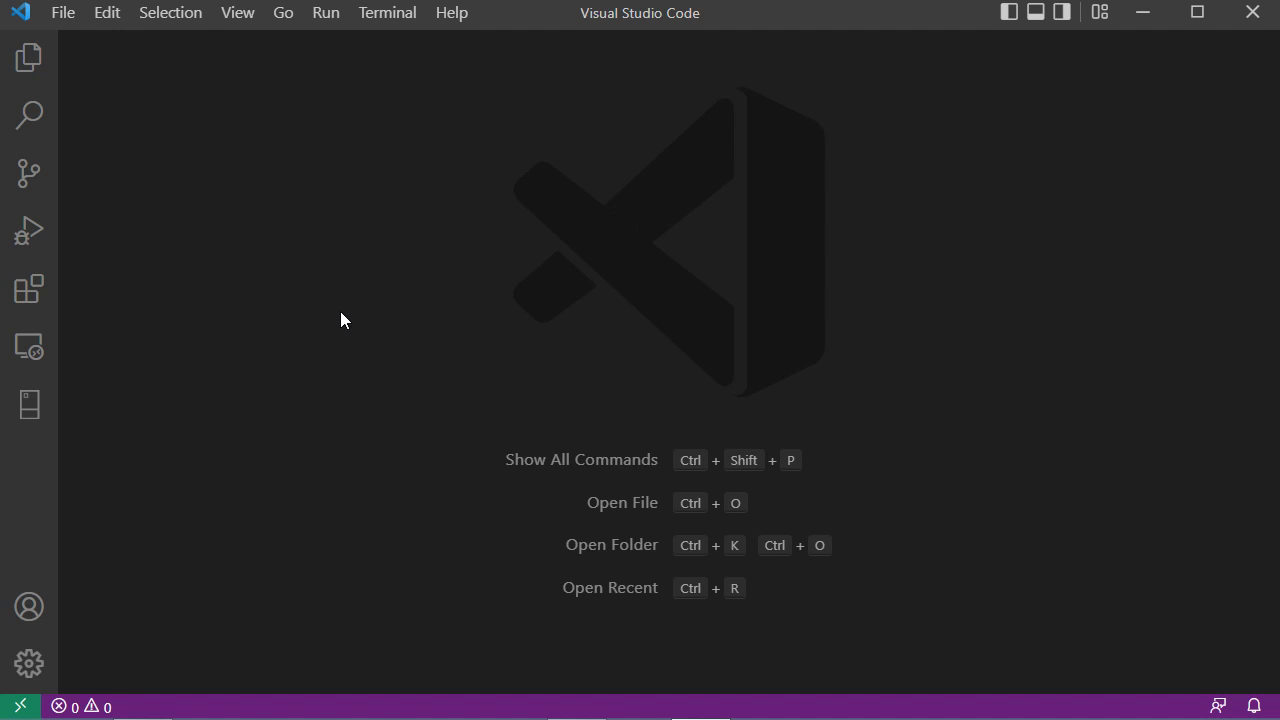 File Edit Selection View Go Run Terminal Help Visual Studio Code
Show All Commands Ctrl + Shift + P
Open File Ctrl + O
Open Folder Ctrl + K Ctrl + O
Open Recent Ctrl + R
0 0